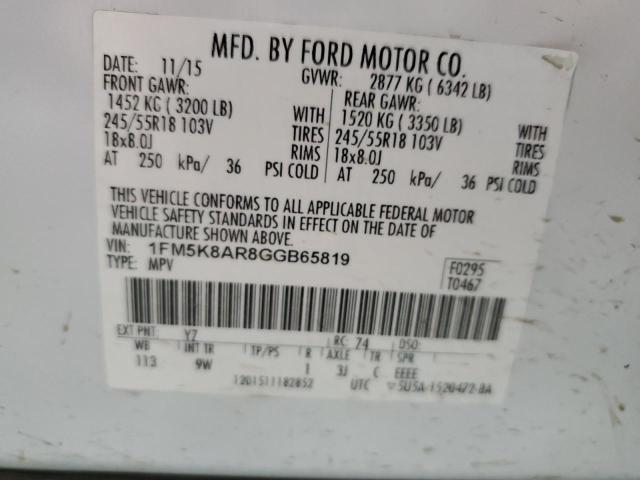 MFD. BY FORD MOTOR CO.
DATE: 11/15 GVWR: 2877 KG ( 6342 LB)
FRONT GAWR: REAR GAWR:
1452 KG ( 3200 LB) WITH 1520 KG ( 3350 LB) WITH
245/55R18 103V TIRES 245/55R18 103V TIRES
18x8.0J RIMS 18x8.0J RIMS
AT 250 kPa/ 36 PSI COLD AT 250 kPa/ 36 PSI COLD
THIS VEHICLE CONFORMS TO ALL APPLICABLE FEDERAL MOTOR
VEHICLE SAFETY STANDARDS IN EFFECT ON THE DATE OF
MANUFACTURE SHOWN ABOVE.
VIN: 1FM5K8AR8GGB65819 F0295
TYPE: MPV T0467
EXT PNT: YZ RC: 74 DSO:
WB INT TR TP/PS R AXLE TR SPR
113 9W 1 3J C EEEE
1201511182852 UTC 5U5A-1520472-BA